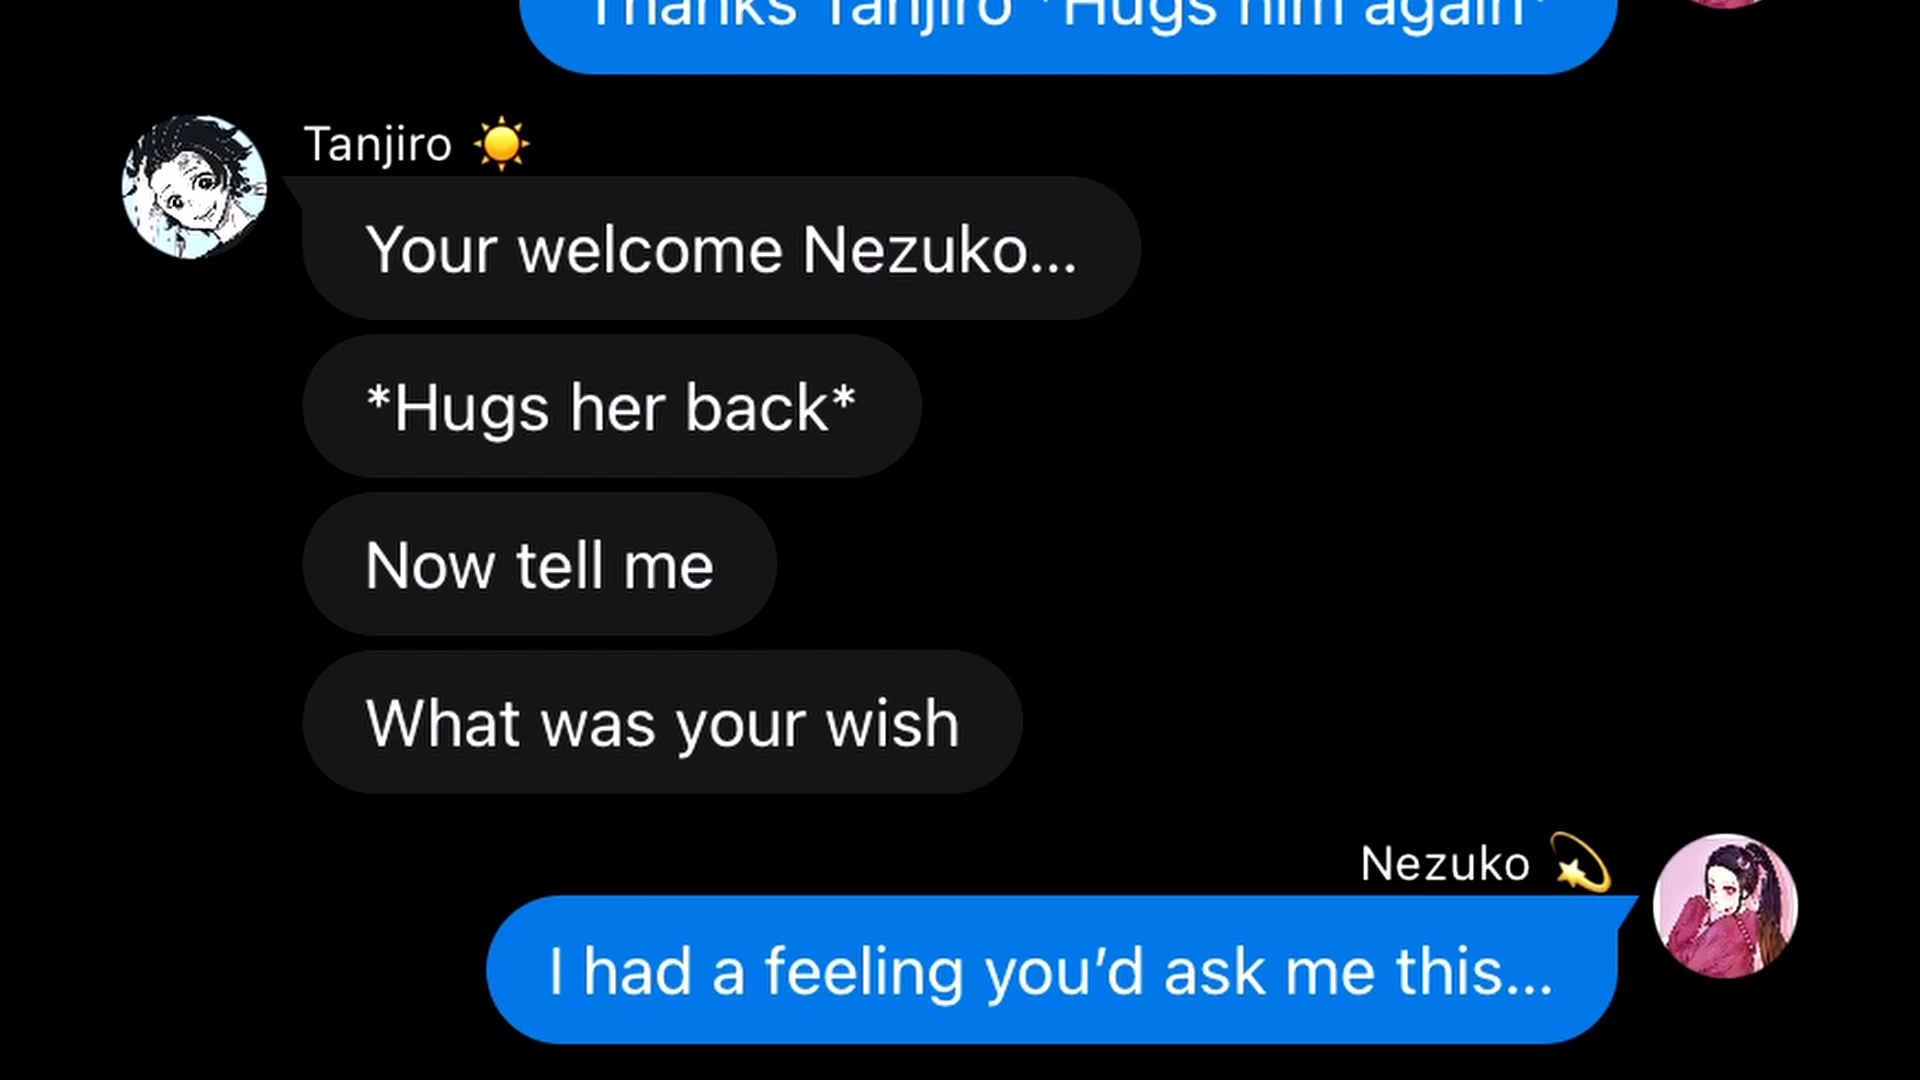 Thanks Tanjiro *Hugs him again*
Tanjiro ☀️
Your welcome Nezuko...
*Hugs her back*
Now tell me
What was your wish
Nezuko 💫
I had a feeling you’d ask me this...